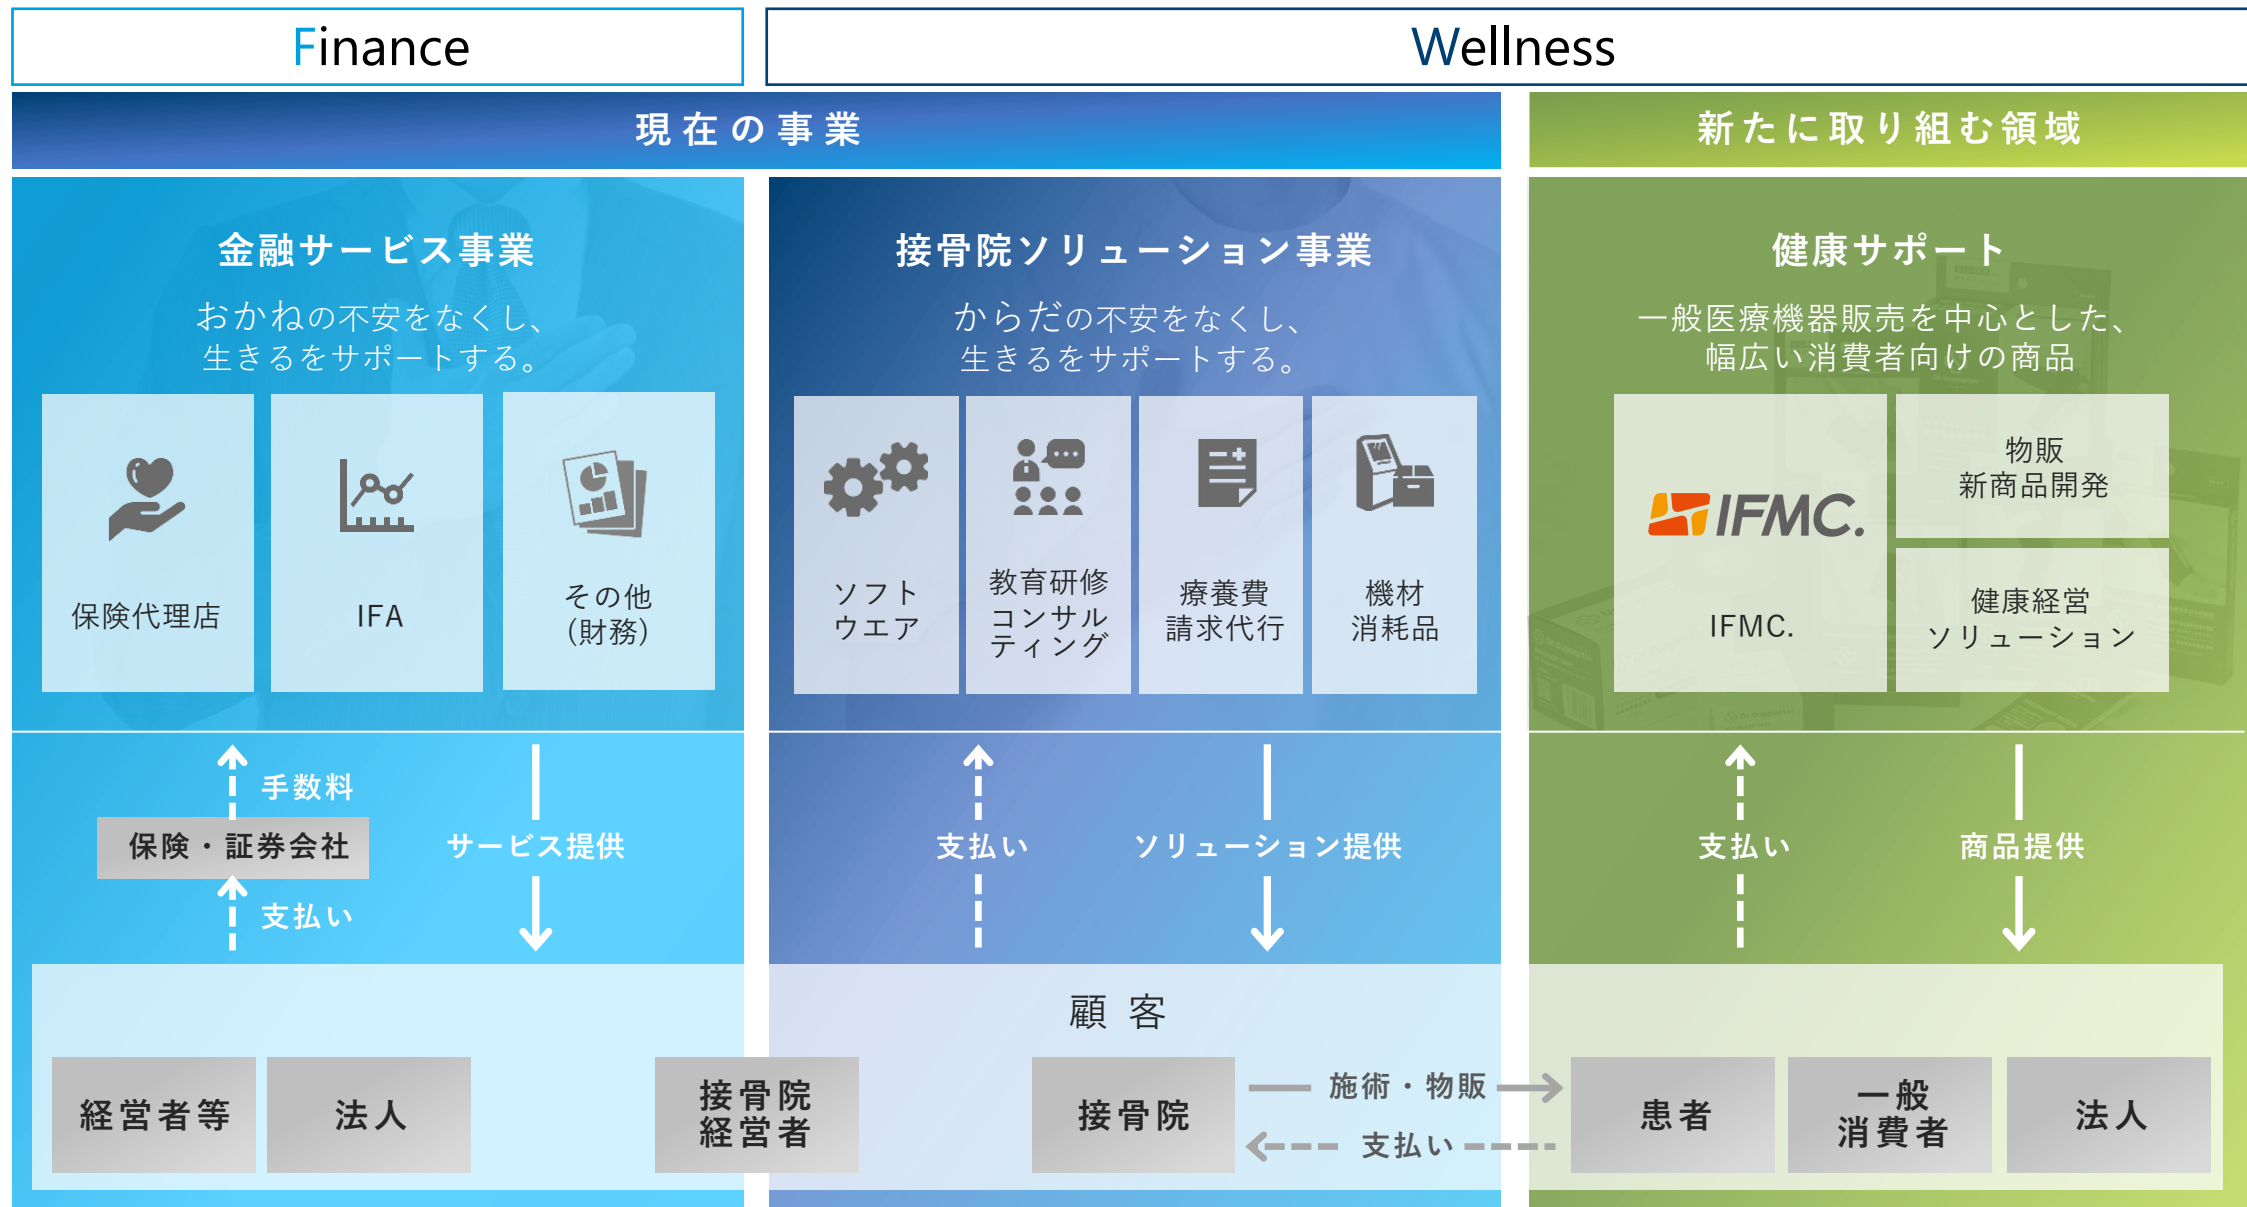 Finance
Wellness
現在の事業
新たに取り組む領域
金融サービス事業
おかねの不安をなくし、
生きるをサポートする。
保険代理店
IFA
その他
(財務)
接骨院ソリューション事業
からだの不安をなくし、
生きるをサポートする。
ソフト
ウエア
教育研修
コンサル
ティング
療養費
請求代行
機材
消耗品
健康サポート
一般医療機器販売を中心とした、
幅広い消費者向けの商品
IFMC.
IFMC.
物販
新商品開発
健康経営
ソリューション
手数料
保険・証券会社
支払い
サービス提供
支払い
ソリューション提供
支払い
商品提供
顧客
経営者等
法人
接骨院
経営者
接骨院
施術・物販
支払い
患者
一般
消費者
法人